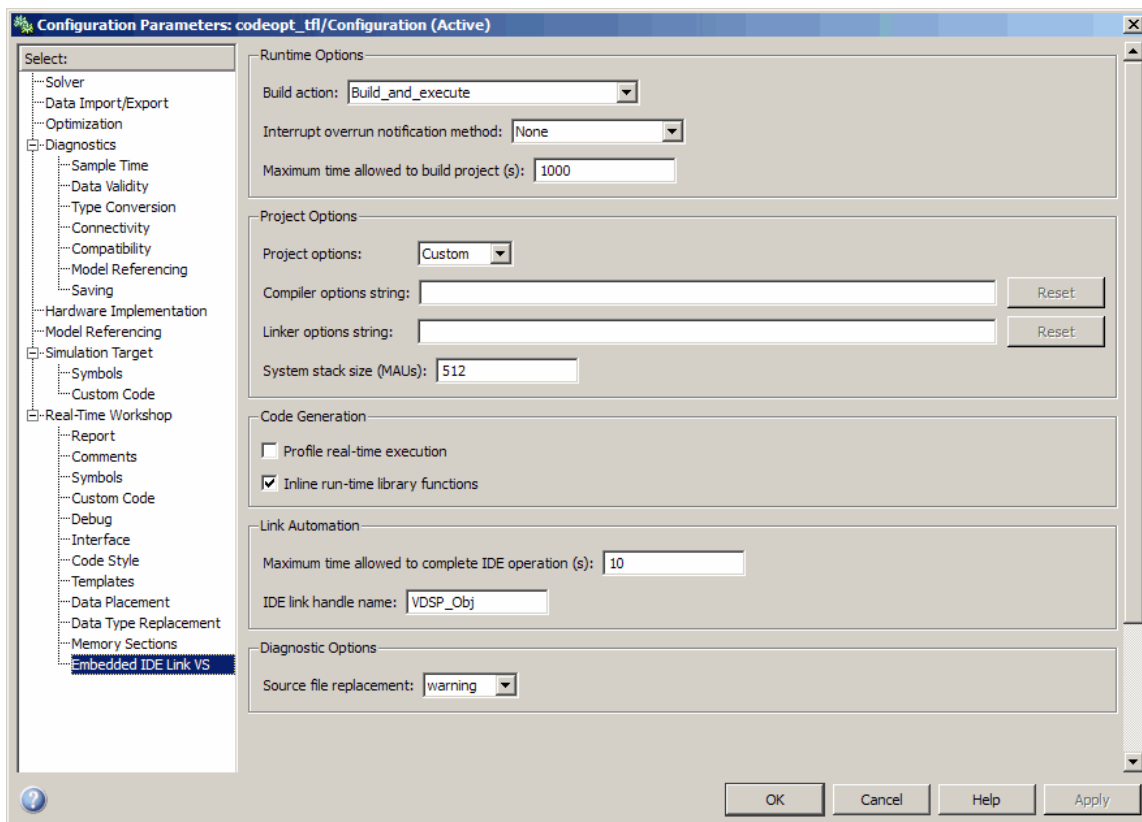 Configuration Parameters: codeopt_tfl/Configuration (Active)
Select:
Solver
Data Import/Export
Optimization
Diagnostics
Sample Time
Data Validity
Type Conversion
Connectivity
Compatibility
Model Referencing
Saving
Hardware Implementation
Model Referencing
Simulation Target
Symbols
Custom Code
Real-Time Workshop
Report
Comments
Symbols
Custom Code
Debug
Interface
Code Style
Templates
Data Placement
Data Type Replacement
Memory Sections
Embedded IDE Link VS
Runtime Options
Build action: Build_and_execute
Interrupt overrun notification method: None
Maximum time allowed to build project (s): 1000
Project Options
Project options: Custom
Compiler options string: Reset
Linker options string: Reset
System stack size (MAUs): 512
Code Generation
Profile real-time execution
Inline run-time library functions
Link Automation
Maximum time allowed to complete IDE operation (s): 10
IDE link handle name: VDSP_Obj
Diagnostic Options
Source file replacement: warning
OK Cancel Help Apply